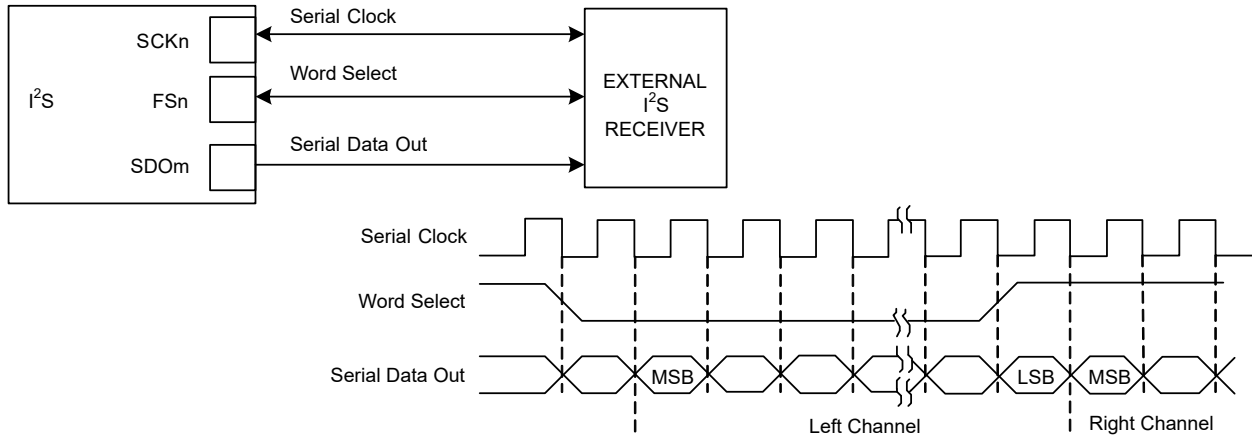 Serial Clock
SCKn
Word Select
I²S
FSn
EXTERNAL
I²S
RECEIVER
Serial Data Out
SDOm
Serial Clock
Word Select
Serial Data Out
MSB
LSB
MSB
Left Channel
Right Channel